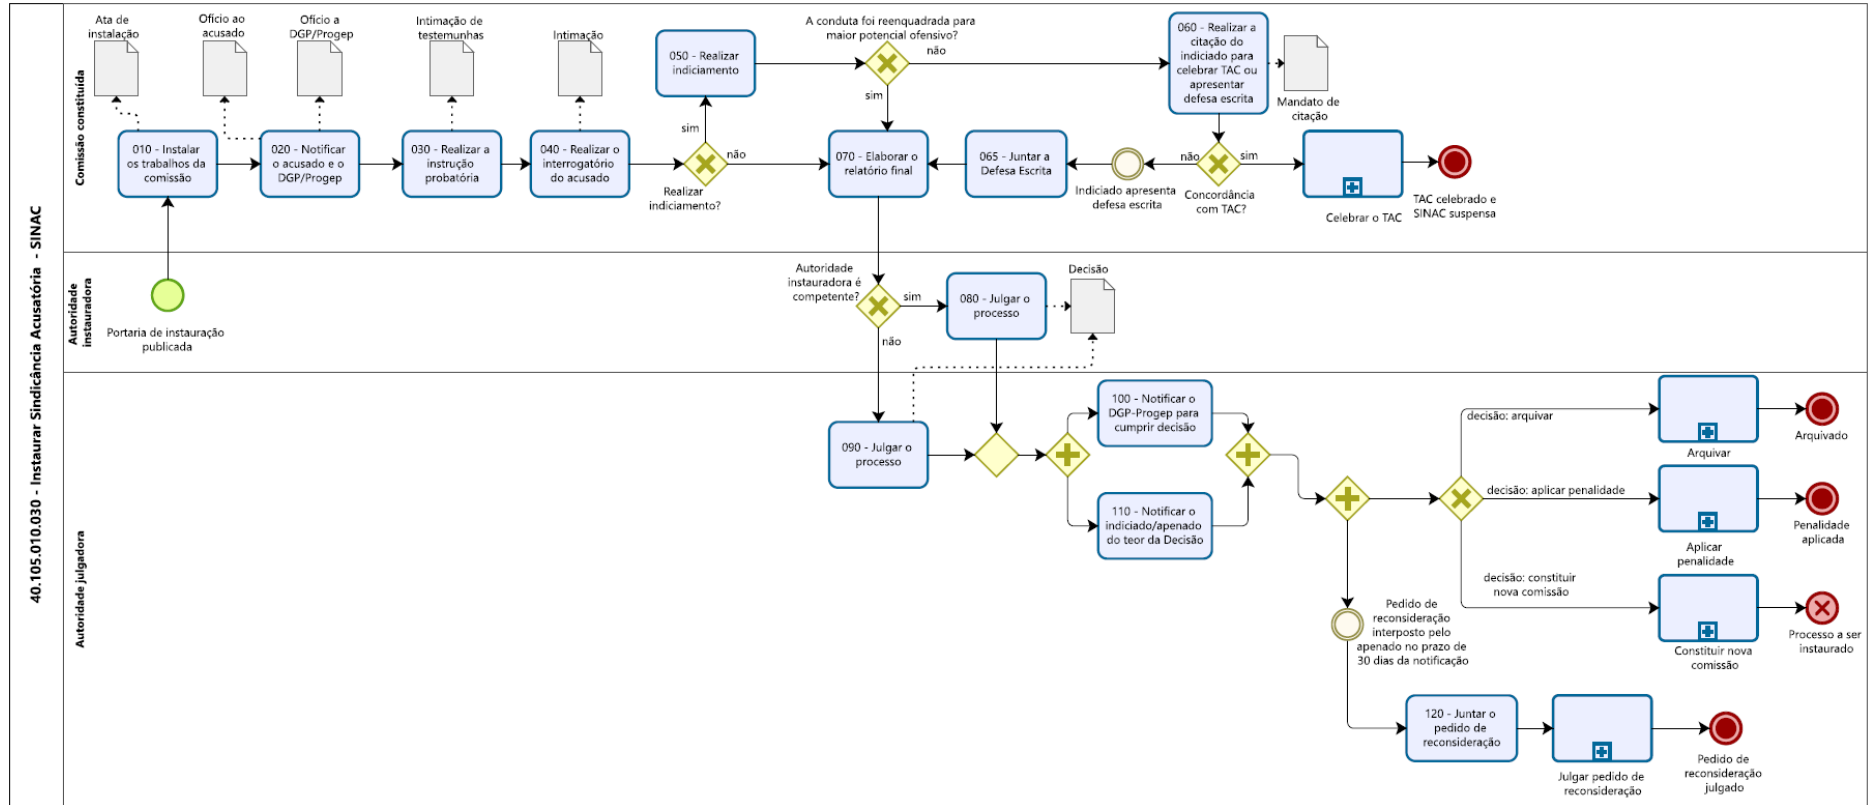 40.105.010.030 - Instaurar Sindicância Acusatória - SINAC
Comissão constituída
Ata de
instalação
Ofício ao
acusado
Ofício a
DGP/Progep
Intimação de
testemunhas
Intimação
010 - Instalar
os trabalhos da
comissão
020 - Notificar
o acusado e o
DGP/Progep
030 - Realizar a
instrução
probatória
040 - Realizar o
interrogatório
do acusado
Realizar
indiciamento?
sim
não
050 - Realizar
indiciamento
A conduta foi reenquadrada para
maior potencial ofensivo?
não
sim
060 - Realizar a
citação do
indiciado para
celebrar TAC ou
apresentar
defesa escrita
Mandato de
citação
070 - Elaborar o
relatório final
065 - Juntar a
Defesa Escrita
Indiciado apresenta
defesa escrita
não
sim
Concordância
com TAC?
Celebrar o TAC
TAC celebrado e
SINAC suspensa
Autoridade
instauradora
Portaria de instauração
publicada
Autoridade
instauradora é
competente?
sim
não
080 - Julgar o
processo
Decisão
Autoridade julgadora
090 - Julgar o
processo
100 - Notificar o
DGP-Progep para
cumprir decisão
110 - Notificar o
indiciado/apenado
do teor da Decisão
decisão: arquivar
Arquivar
Arquivado
decisão: aplicar penalidade
Aplicar
penalidade
Penalidade
aplicada
decisão: constituir
nova comissão
Constituir nova
comissão
Processo a ser
instaurado
Pedido de
reconsideração
interposto pelo
apenado no prazo de
30 dias da notificação
120 - Juntar o
pedido de
reconsideração
Julgar pedido de
reconsideração
Pedido de
reconsideração
julgado